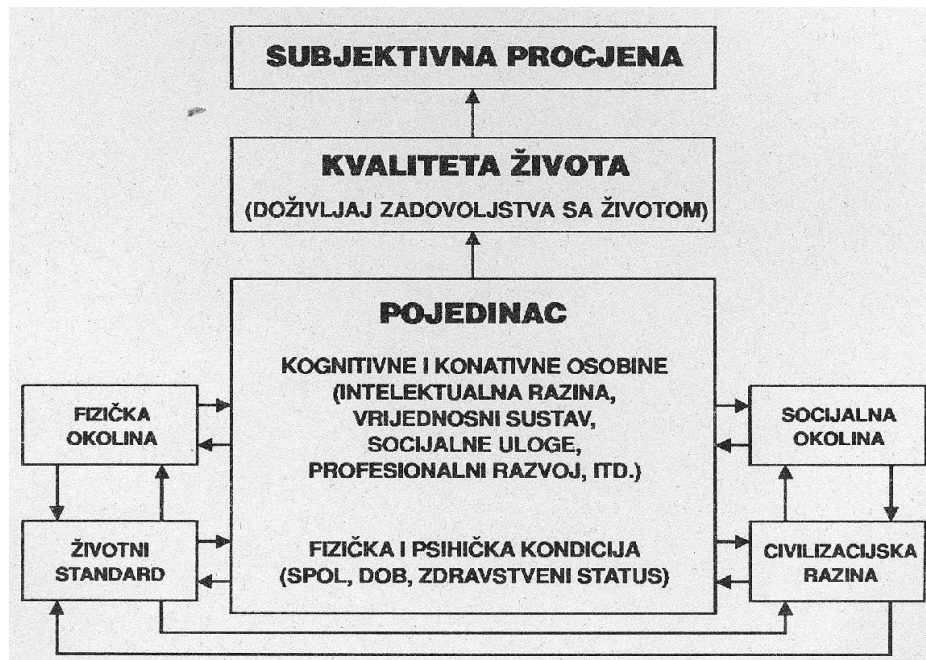 SUBJEKTIVNA PROCJENA
KVALITETA ŽIVOTA
(DOŽIVLJAJ ZADOVOLJSTVA SA ŽIVOTOM)
POJEDINAC
KOGNITIVNE I KONATIVNE OSOBINE
(INTELEKTUALNA RAZINA,
VRIJEDNOSNI SUSTAV,
SOCIJALNE ULOGE,
PROFESIONALNI RAZVOJ, ITD.)
FIZIČKA I PSIHIČKA KONDICIJA
(SPOL, DOB, ZDRAVSTVENI STATUS)
FIZIČKA
OKOLINA
ŽIVOTNI
STANDARD
SOCIJALNA
OKOLINA
CIVILIZACIJSKA
RAZINA